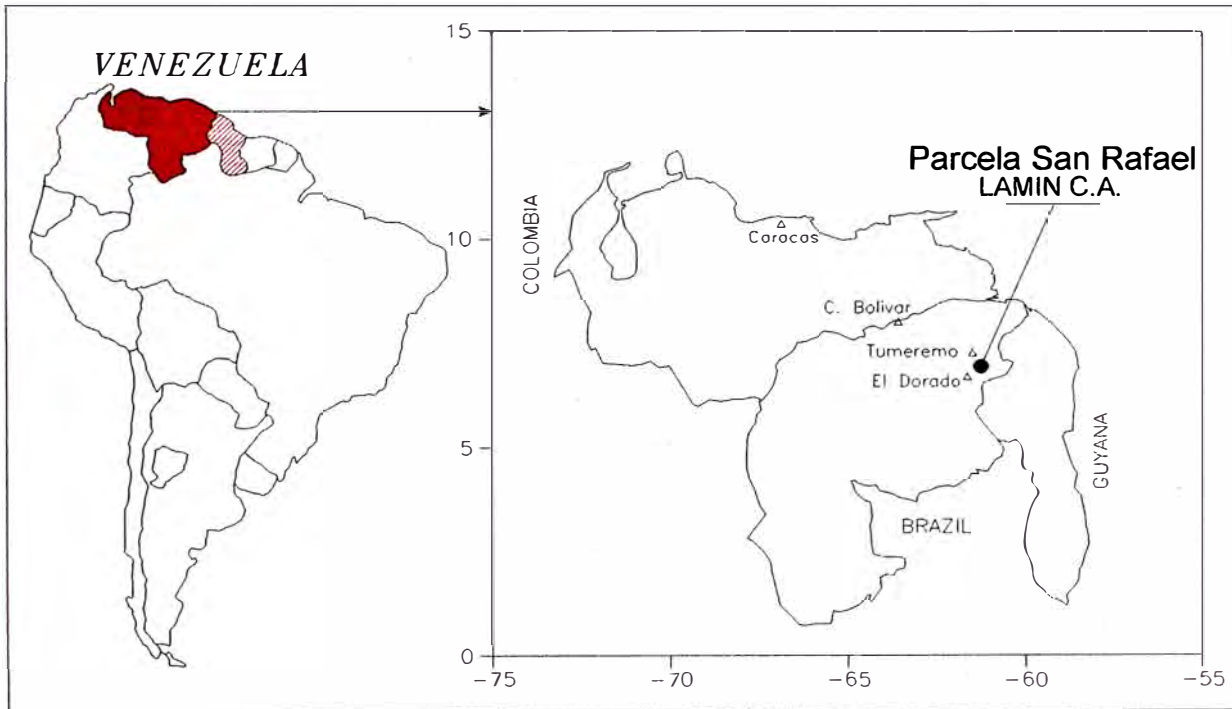 VENEZUELA
15
10
5
0
-75
-70
-65
-60
-55
Parcela San Rafael
LAMIN C.A.
COLOMBIA
Caracas
C. Bolivar
Tumeremo
El Dorado
GUYANA
BRAZIL